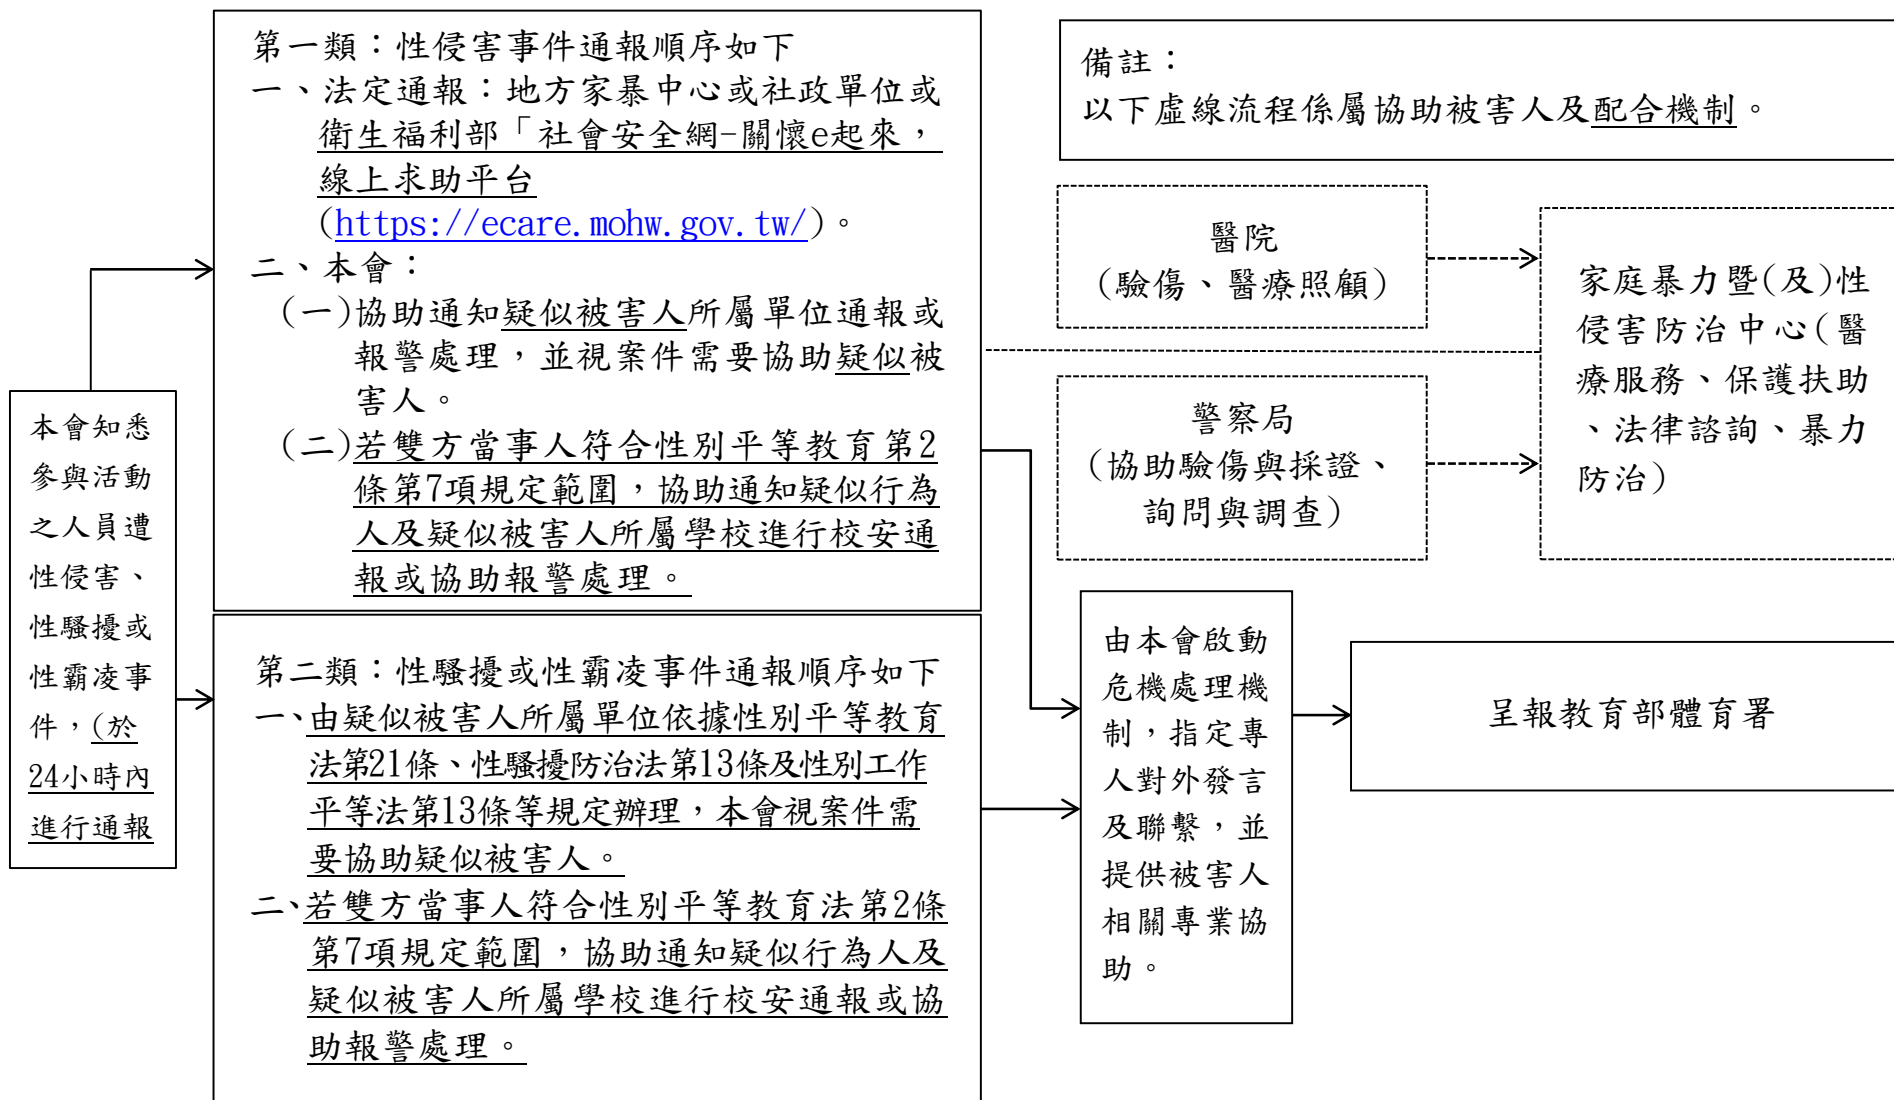 本會知悉
參與活動
之人員遭
性侵害、
性騷擾或
性霸凌事
件，(於
24小時內
進行通報
第一類：性侵害事件通報順序如下
一、法定通報：地方家暴中心或社政單位或
衛生福利部「社會安全網-關懷e起來，
線上求助平台
(https://ecare.mohw.gov.tw/)。
二、本會：
(一)協助通知疑似被害人所屬單位通報或
報警處理，並視案件需要協助疑似被
害人。
(二)若雙方當事人符合性別平等教育第2
條第7項規定範圍，協助通知疑似行為
人及疑似被害人所屬學校進行校安通
報或協助報警處理。
第二類：性騷擾或性霸凌事件通報順序如下
一、由疑似被害人所屬單位依據性別平等教育
法第21條、性騷擾防治法第13條及性別工作
平等法第13條等規定辦理，本會視案件需
要協助疑似被害人。
二、若雙方當事人符合性別平等教育法第2條
第7項規定範圍，協助通知疑似行為人及
疑似被害人所屬學校進行校安通報或協
助報警處理。
備註：
以下虛線流程係屬協助被害人及配合機制。
醫院
(驗傷、醫療照顧)
警察局
(協助驗傷與採證、
詢問與調查)
家庭暴力暨(及)性
侵害防治中心(醫
療服務、保護扶助
、法律諮詢、暴力
防治)
由本會啟動
危機處理機
制，指定專
人對外發言
及聯繫，並
提供被害人
相關專業協
助。
呈報教育部體育署